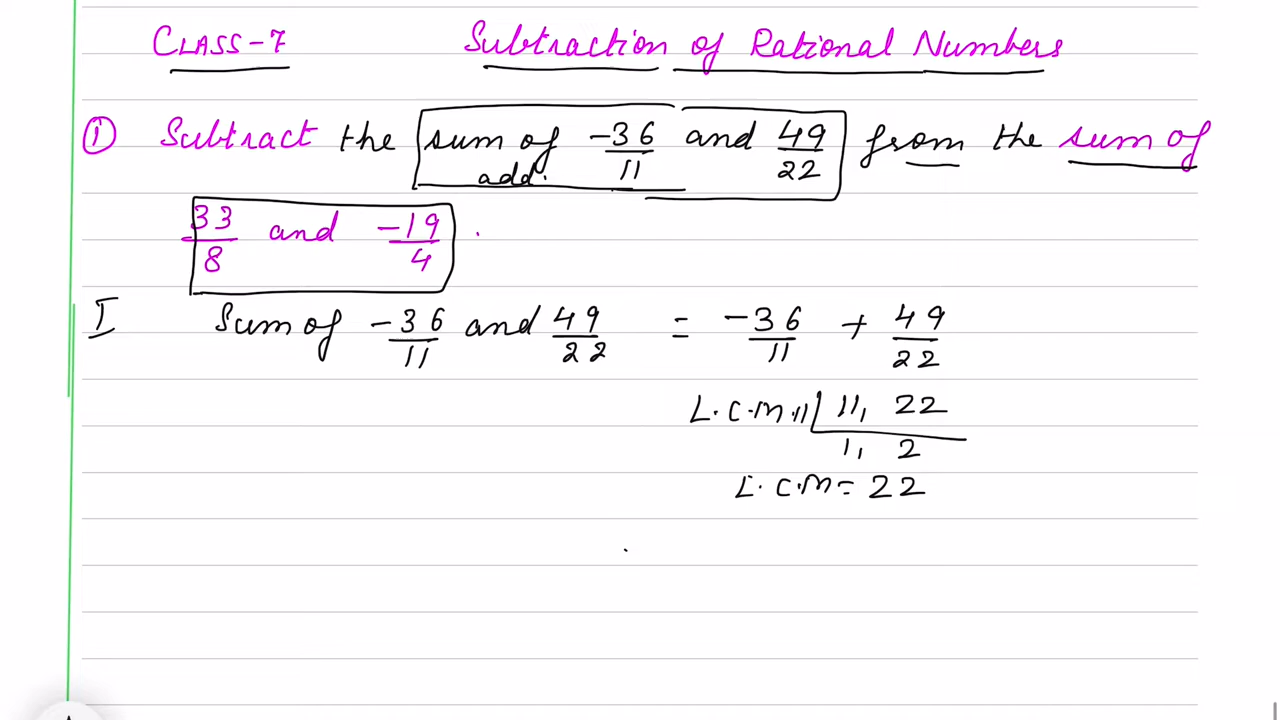 CLASS-7 Subtraction of Rational Numbers
① Subtract the sum of -36/11 and 49/22 from the sum of
add.
33/8 and -19/4.
I Sum of -36/11 and 49/22 = -36/11 + 49/22
L.C.M 11 | 11, 22
1, 2
L.C.M = 22